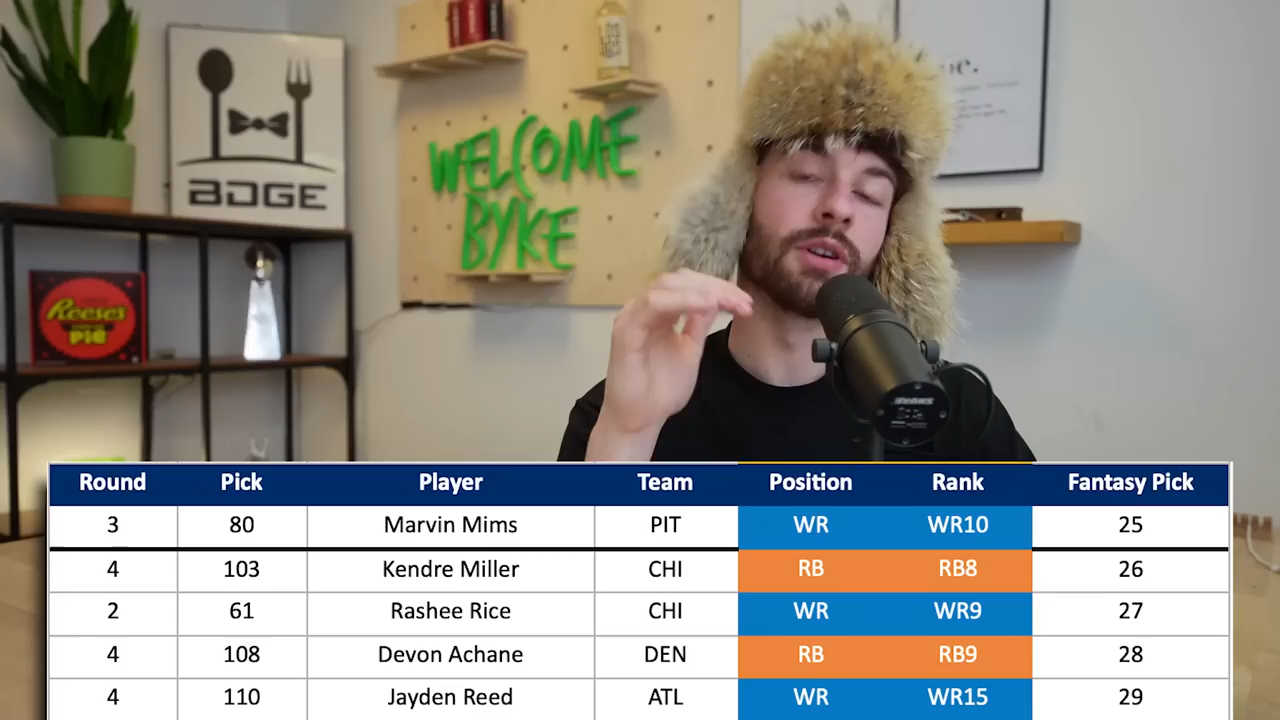 BDGE
WELCOME
BYKE
Reeses
PIE
Round Pick Player Team Position Rank Fantasy Pick
3 80 Marvin Mims PIT WR WR10 25
4 103 Kendre Miller CHI RB RB8 26
2 61 Rashee Rice CHI WR WR9 27
4 108 Devon Achane DEN RB RB9 28
4 110 Jayden Reed ATL WR WR15 29